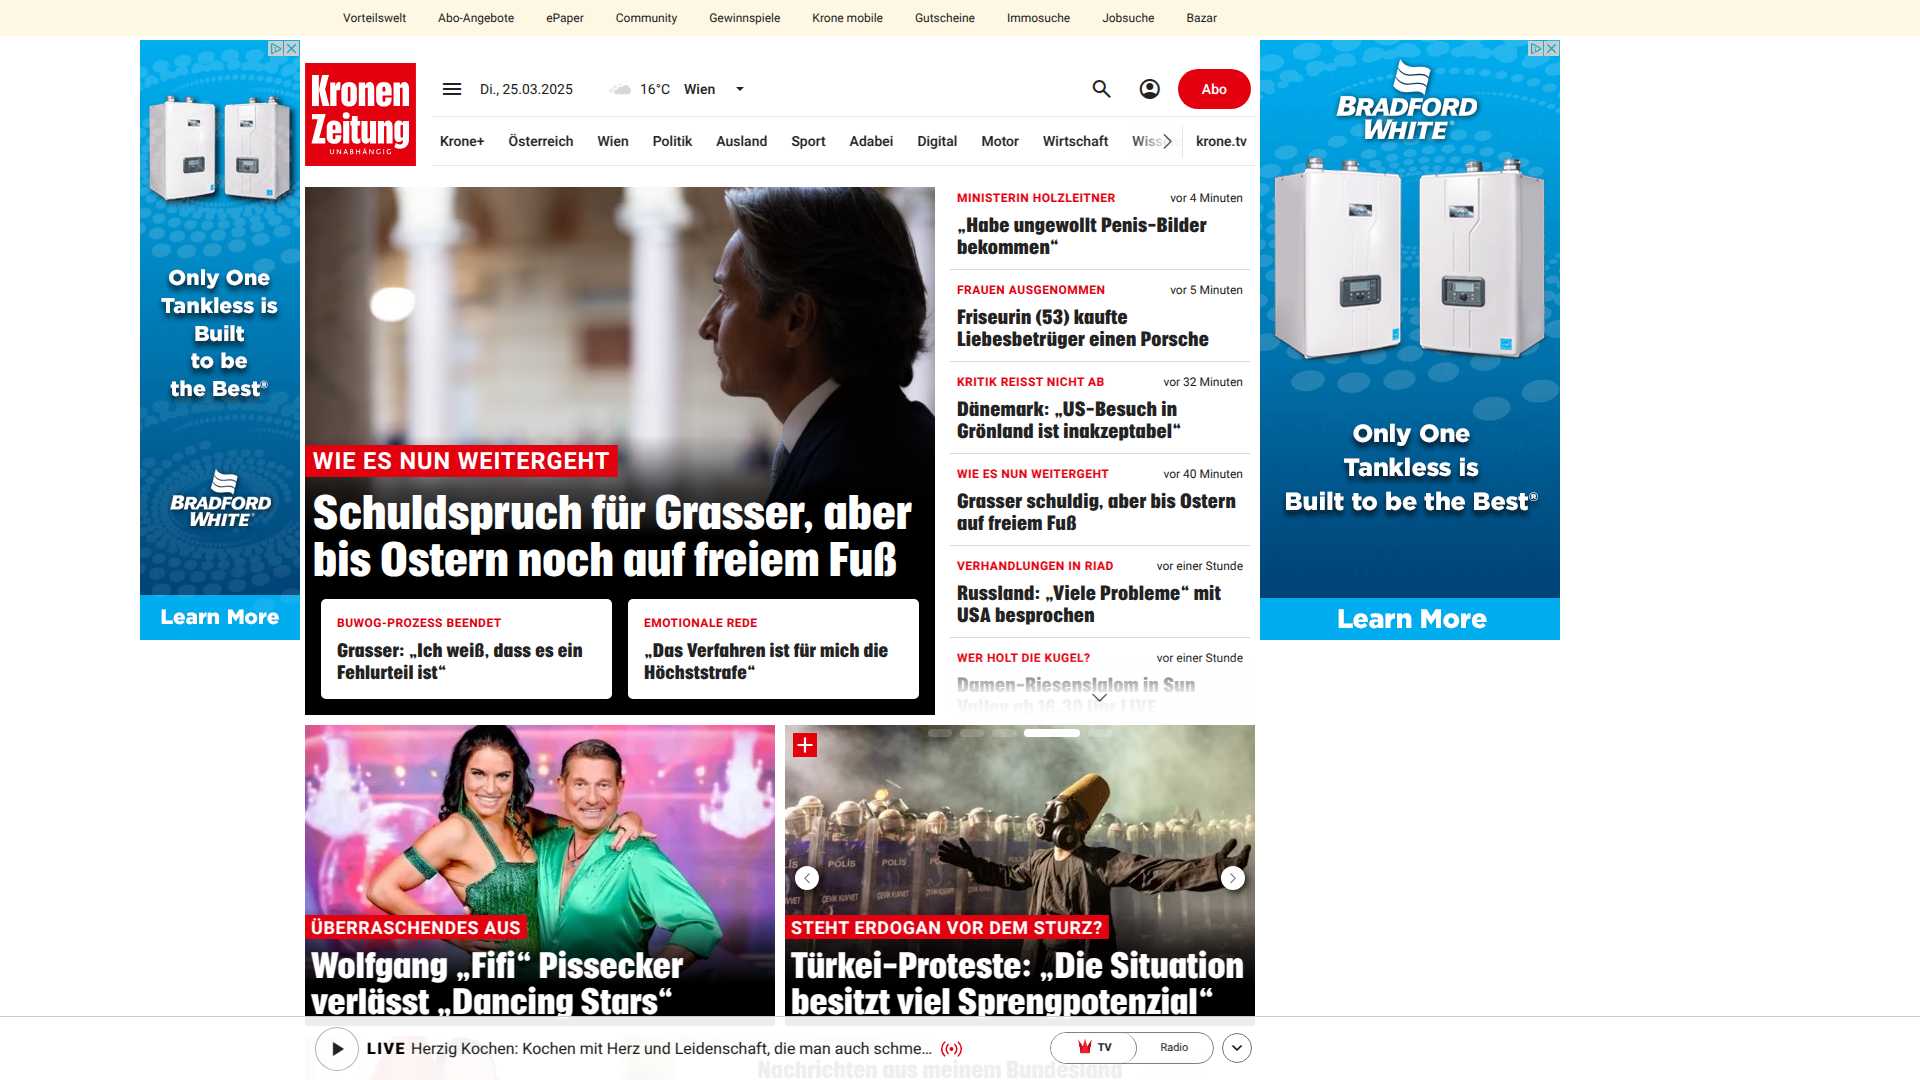 Vorteilswelt Abo-Angebote ePaper Community Gewinnspiele Krone mobile Gutscheine Immosuche Jobsuche Bazar
Kronen
Zeitung
UNABHÄNGIG
Di., 25.03.2025 16°C Wien
Abo
Krone+ Österreich Wien Politik Ausland Sport Adabei Digital Motor Wirtschaft Wiss krone.tv
Only One
Tankless is
Built
to be
the Best®
BRADFORD
WHITE
Learn More
WIE ES NUN WEITERGEHT
Schuldspruch für Grasser, aber
bis Ostern noch auf freiem Fuß
BUWOG-PROZESS BEENDET
Grasser: „Ich weiß, dass es ein
Fehlurteil ist“
EMOTIONALE REDE
„Das Verfahren ist für mich die
Höchststrafe“
MINISTERIN HOLZLEITNER vor 4 Minuten
„Habe ungewollt Penis-Bilder
bekommen“
FRAUEN AUSGENOMMEN vor 5 Minuten
Friseurin (53) kaufte
Liebesbetrüger einen Porsche
KRITIK REISST NICHT AB vor 32 Minuten
Dänemark: „US-Besuch in
Grönland ist inakzeptabel“
WIE ES NUN WEITERGEHT vor 40 Minuten
Grasser schuldig, aber bis Ostern
auf freiem Fuß
VERHANDLUNGEN IN RIAD vor einer Stunde
Russland: „Viele Probleme“ mit
USA besprochen
WER HOLT DIE KUGEL? vor einer Stunde
Damen-Riesenslalom in Sun
Valley ab 16.30 Uhr LIVE
BRADFORD
WHITE
Only One
Tankless is
Built to be the Best®
Learn More
ÜBERRASCHENDES AUS
Wolfgang „Fifi“ Pissecker
verlässt „Dancing Stars“
POLİS
POLİS
ÇEVİK KUVVET
STEHT ERDOGAN VOR DEM STURZ?
Türkei-Proteste: „Die Situation
besitzt viel Sprengpotenzial“
LIVE Herzig Kochen: Kochen mit Herz und Leidenschaft, die man auch schme...
TV Radio
Nachrichten aus meinem Bundesland